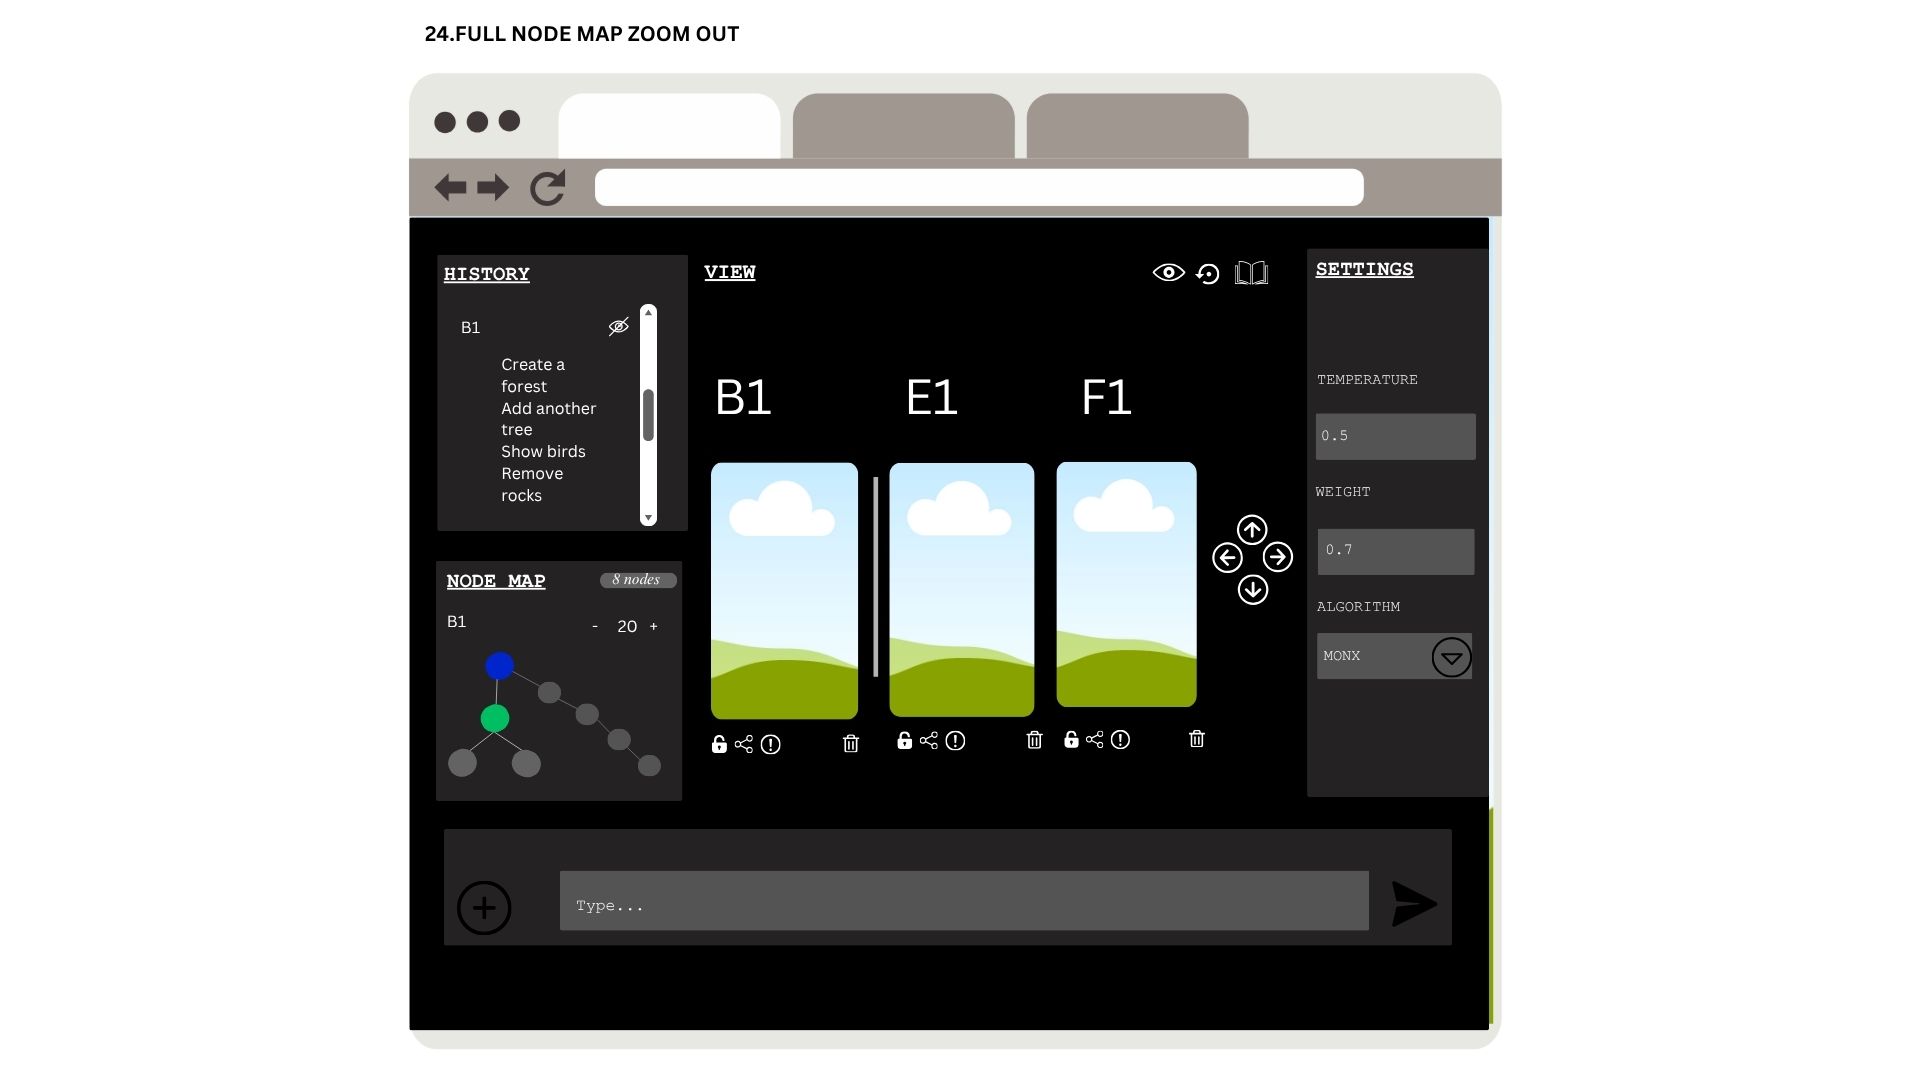 24.FULL NODE MAP ZOOM OUT
HISTORY
B1
Create a
forest
Add another
tree
Show birds
Remove
rocks
NODE MAP
8 nodes
B1
- 20 +
VIEW
B1 E1 F1
SETTINGS
TEMPERATURE
0.5
WEIGHT
0.7
ALGORITHM
MONX
Type...